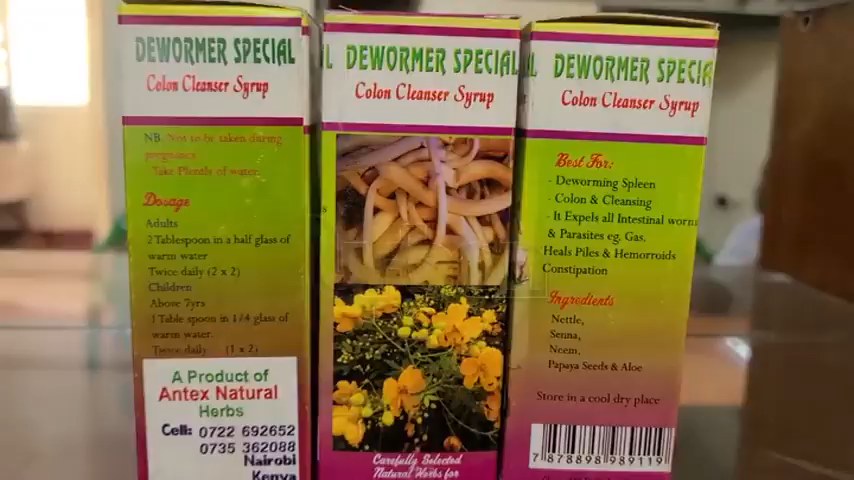 DEWORMER SPECIAL
Colon Cleanser Syrup
NB. Not to be taken during
pregnancy
Take Plentls of water.
Dosage
Adults
2 Tablespoon in a half glass of
warm water
Twice daily (2 x 2)
Children
Above 7yrs
1 Table spoon in 1/4 glass of
warm water.
Twice daily (1 x 2)
A Product of
Antex Natural
Herbs
Cell: 0722 692652
0735 362088
Nairobi
Kenya
L DEWORMER SPECIAL
Colon Cleanser Syrup
Carefully Selected
Natural Herbs for
L DEWORMER SPECIA
Colon Cleanser Syrup
Best For:
- Deworming Spleen
- Colon & Cleansing
- It Expels all Intestinal worm
& Parasites eg. Gas,
Heals Piles & Hemorroids
Constipation
Ingredients
Nettle,
Senna,
Neem,
Papaya Seeds & Aloe
Store in a cool dry place
7 878898 989119